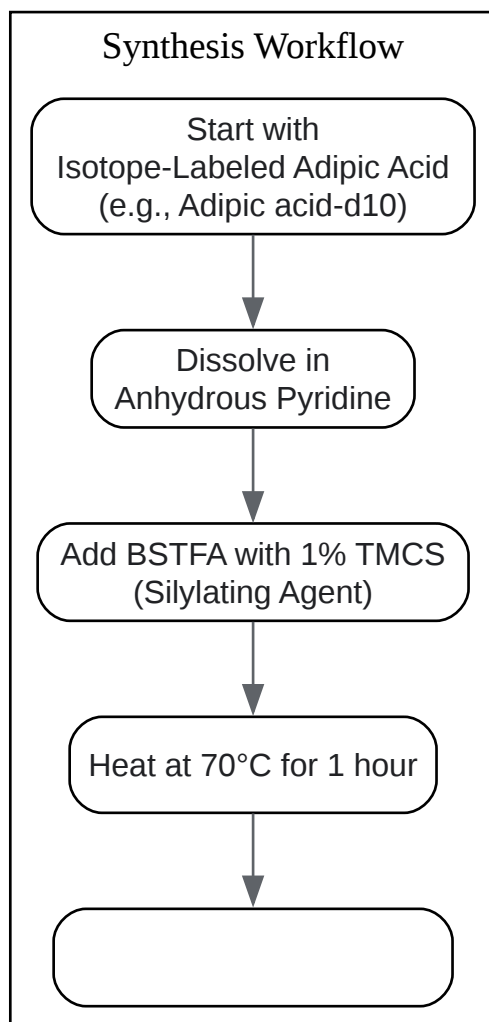 Synthesis Workflow
Start with
Isotope-Labeled Adipic Acid
(e.g., Adipic acid-d10)
Dissolve in
Anhydrous Pyridine
Add BSTFA with 1% TMCS
(Silylating Agent)
Heat at 70°C for 1 hour